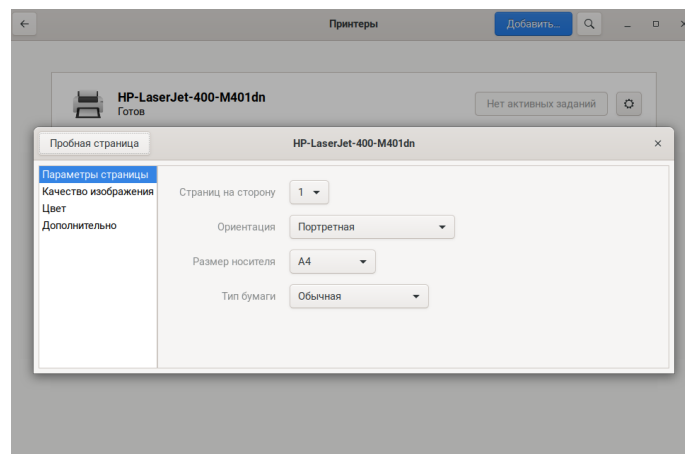 Принтеры
Добавить...
HP-LaserJet-400-M401dn
Готов
Нет активных заданий
Пробная страница
HP-LaserJet-400-M401dn
Параметры страницы
Качество изображения
Цвет
Дополнительно
Страниц на сторону
1
Ориентация
Портретная
Размер носителя
A4
Тип бумаги
Обычная